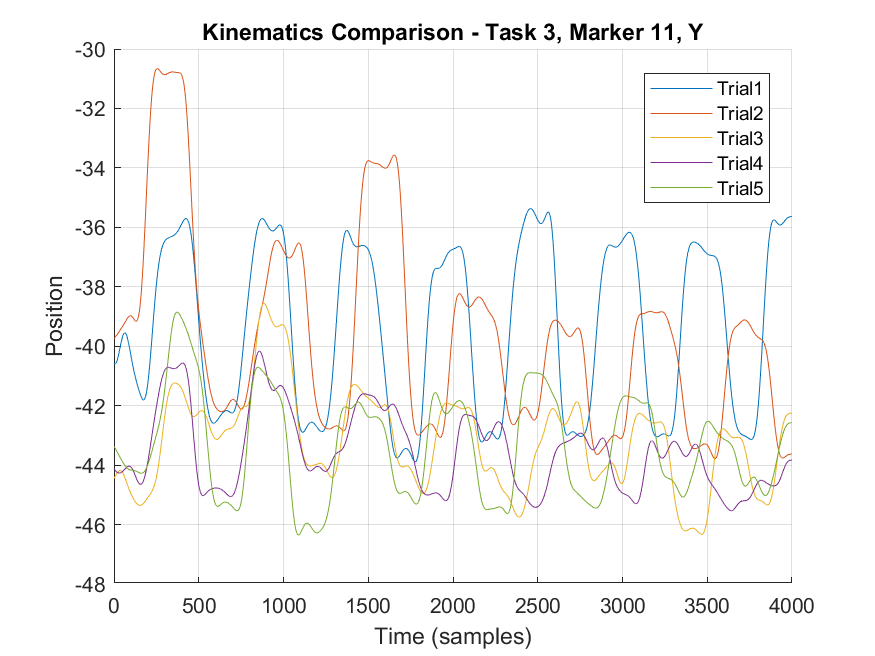 Kinematics Comparison - Task 3, Marker 11, Y
-30
-32
-34
-36
-38
-40
-42
-44
-46
-48
Position
Trial1
Trial2
Trial3
Trial4
Trial5
0 500 1000 1500 2000 2500 3000 3500 4000
Time (samples)